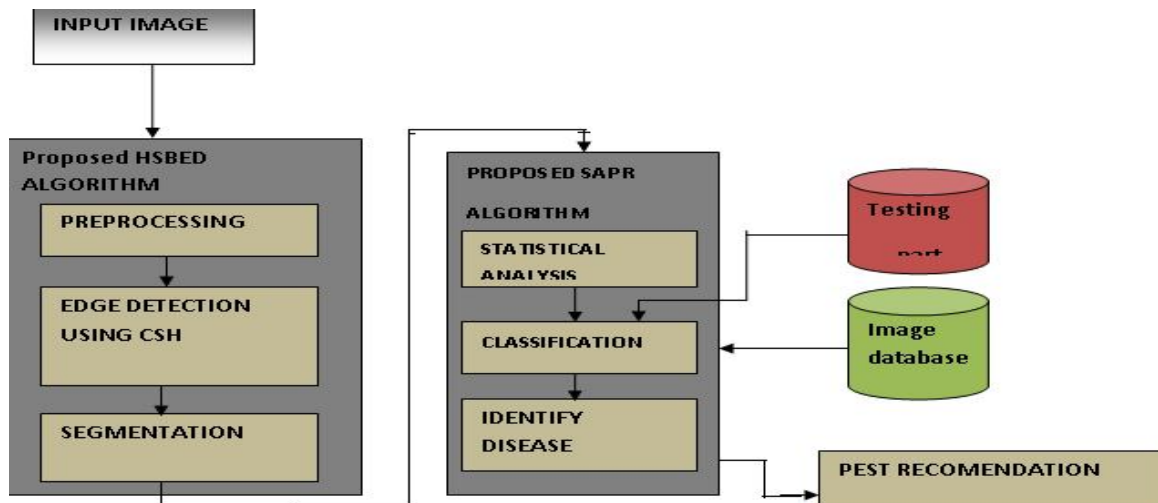 INPUT IMAGE
Proposed HSBED
ALGORITHM
PREPROCESSING
EDGE DETECTION
USING CSH
SEGMENTATION
PROPOSED SAPR
ALGORITHM
STATISTICAL
ANALYSIS
CLASSIFICATION
IDENTIFY
DISEASE
Testing
part
Image
database
PEST RECOMENDATION